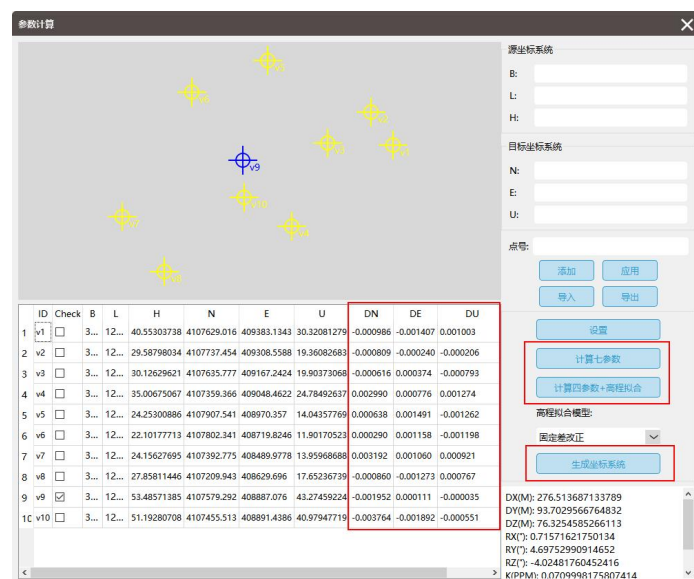 参数计算
源坐标系统
B:
L:
H:
目标坐标系统
N:
E:
U:
点号:
添加 应用
导入 导出
设置
计算七参数
计算四参数+高程拟合
高程拟合模型:
固定差改正
生成坐标系统
v9
v10
ID Check B L H N E U DN DE DU
1 v1 3... 12... 40.55303738 4107629.016 409383.1343 30.32081279 -0.000986 -0.001407 0.001003
2 v2 3... 12... 29.58798034 4107737.454 409308.5588 19.36082683 -0.000809 -0.000240 -0.000206
3 v3 3... 12... 30.12629621 4107635.777 409167.2424 19.90373068 -0.000616 0.000374 -0.000793
4 v4 3... 12... 35.00675067 4107359.366 409048.4622 24.78492637 0.002990 0.000776 0.001274
5 v5 3... 12... 24.25300886 4107907.541 408970.357 14.04357769 0.000638 0.001491 -0.001262
6 v6 3... 12... 22.10177713 4107802.341 408719.8246 11.90170523 0.000290 0.001158 -0.001198
7 v7 3... 12... 24.15627695 4107392.775 408489.9778 13.95968688 0.003192 0.001060 0.000921
8 v8 3... 12... 27.85811446 4107209.943 408629.696 17.65236739 -0.000860 -0.001273 0.000767
9 v9 3... 12... 53.48571385 4107579.292 408887.076 43.27459224 -0.001952 0.000111 -0.000035
10 v10 3... 12... 51.19280708 4107455.513 408891.4386 40.97947719 -0.003764 -0.001892 -0.000551
DX(M): 276.513687133789
DY(M): 93.7029566764832
DZ(M): 76.3254585266113
RX("): 0.71571621750134
RY("): 4.69752990914652
RZ("): -4.02481760452416
K(PPM): 0.0709998175807414